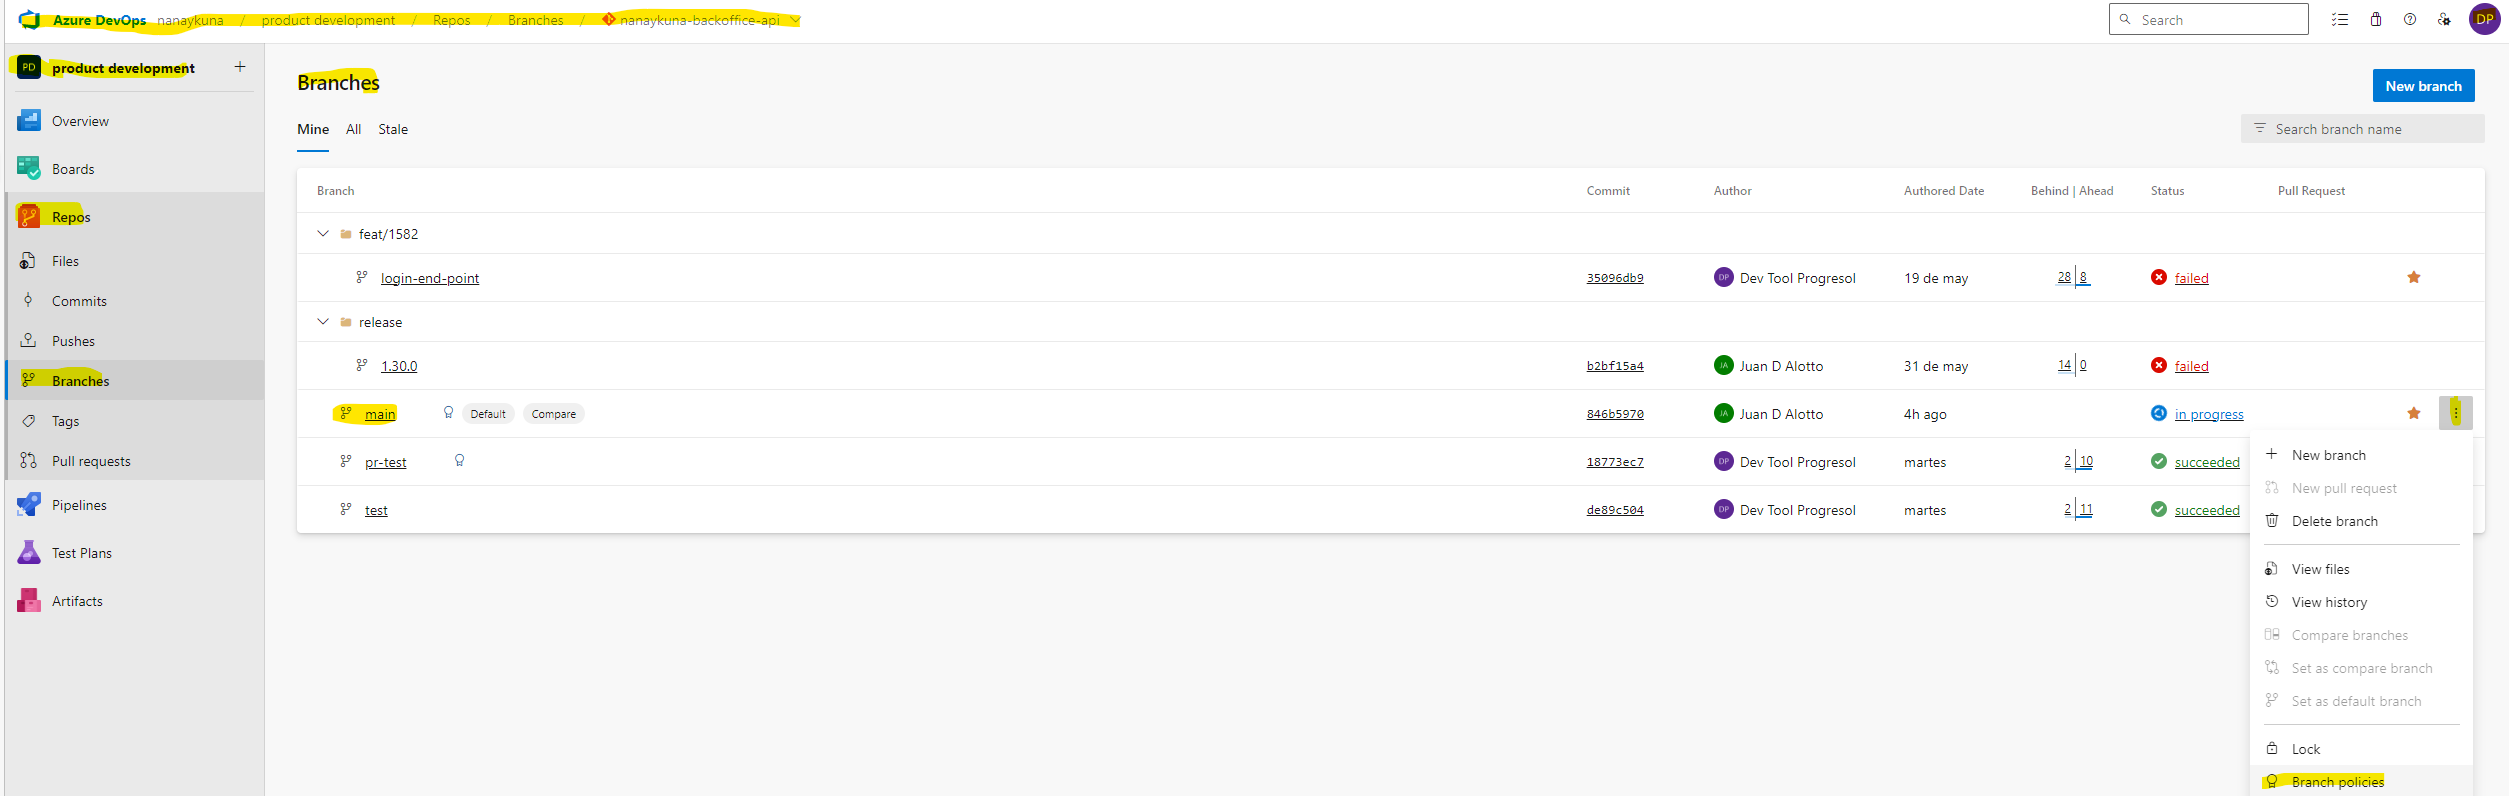 Azure DevOps nanaykuna / product development / Repos / Branches / nanaykuna-backoffice-api
Search
DP
PD product development +
Overview
Boards
Repos
Files
Commits
Pushes
Branches
Tags
Pull requests
Pipelines
Test Plans
Artifacts
Branches
New branch
Mine All Stale
Search branch name
Branch Commit Author Authored Date Behind | Ahead Status Pull Request
feat/1582
login-end-point 35096db9 DP Dev Tool Progresol 19 de may 28 | 8 failed
release
1.30.0 b2bf15a4 JA Juan D Alotto 31 de may 14 | 0 failed
main Default Compare 846b5970 JA Juan D Alotto 4h ago in progress
pr-test 18773ec7 DP Dev Tool Progresol martes 2 | 10 succeeded
test de89c504 DP Dev Tool Progresol martes 2 | 11 succeeded
New branch
New pull request
Delete branch
View files
View history
Compare branches
Set as compare branch
Set as default branch
Lock
Branch policies